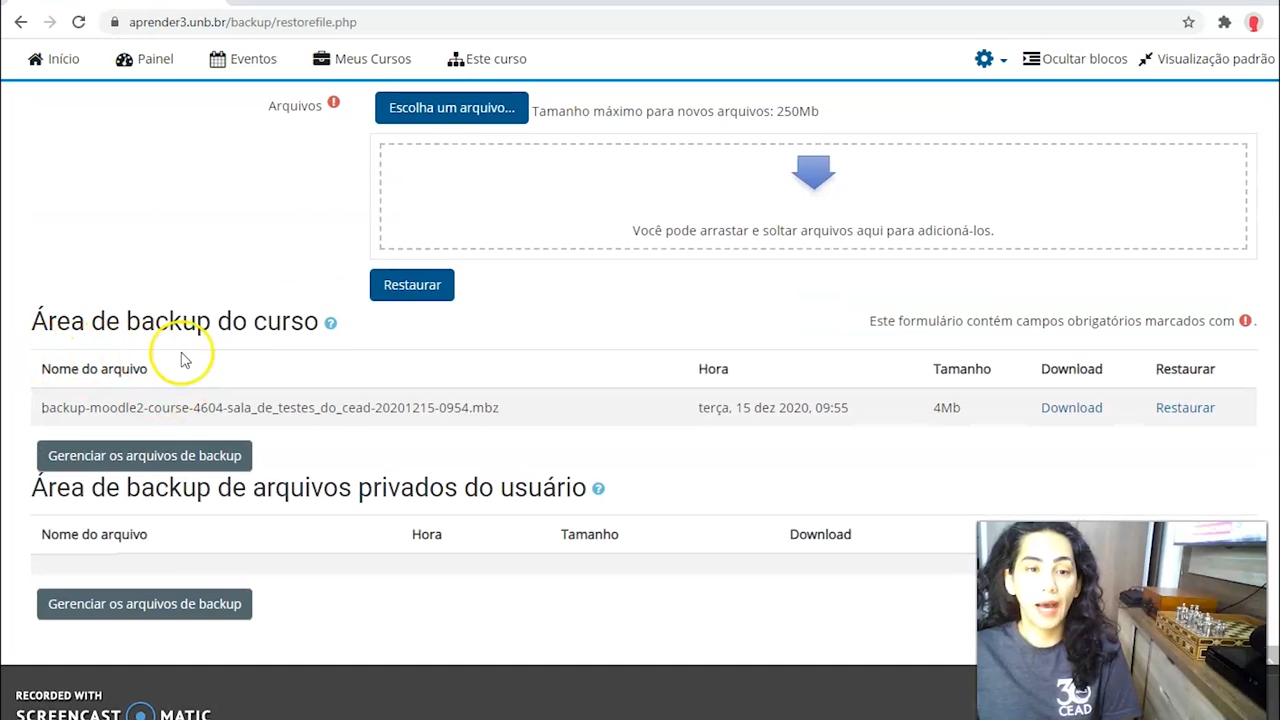 aprender3.unb.br/backup/restorefile.php
Início Painel Eventos Meus Cursos Este curso Ocultar blocos Visualização padrão
Arquivos Escolha um arquivo... Tamanho máximo para novos arquivos: 250Mb
Você pode arrastar e soltar arquivos aqui para adicioná-los.
Restaurar
Área de backup do curso
Este formulário contém campos obrigatórios marcados com .
Nome do arquivo Hora Tamanho Download Restaurar
backup-moodle2-course-4604-sala_de_testes_do_cead-20201215-0954.mbz terça, 15 dez 2020, 09:55 4Mb Download Restaurar
Gerenciar os arquivos de backup
Área de backup de arquivos privados do usuário
Nome do arquivo Hora Tamanho Download
Gerenciar os arquivos de backup
30
CEAD
RECORDED WITH
SCREENCAST MATIC